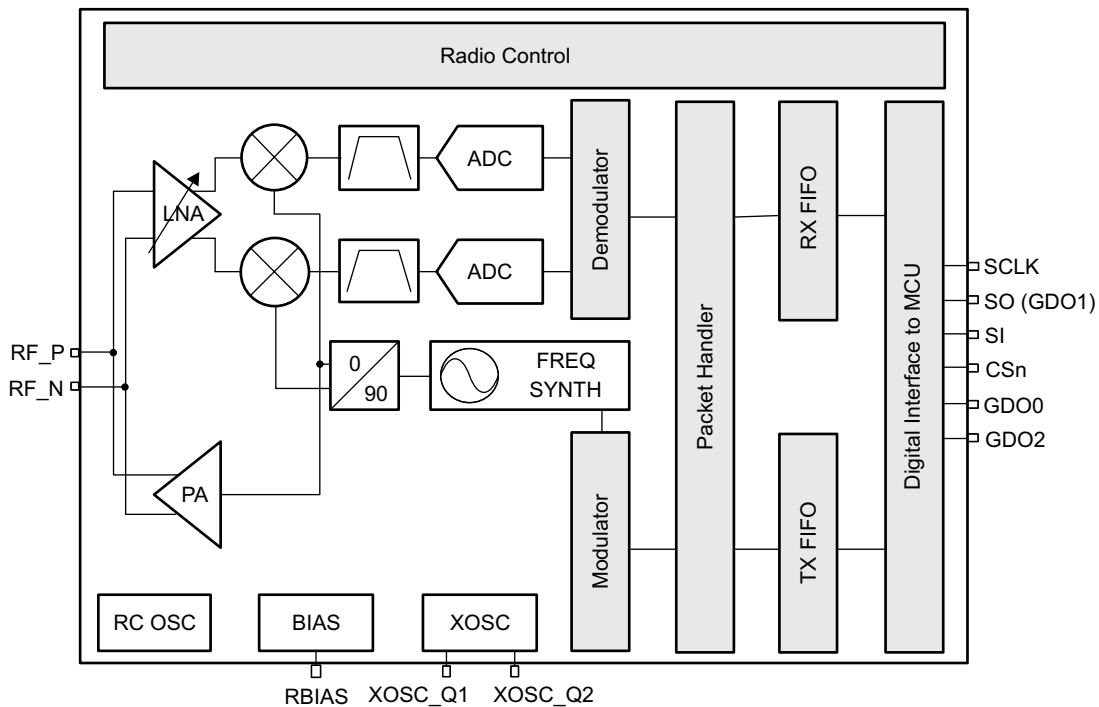 Radio Control
LNA
ADC
ADC
Demodulator
Packet Handler
RX FIFO
Digital Interface to MCU
SCLK
SO (GDO1)
SI
CSn
GDO0
GDO2
RF_P
RF_N
0
90
FREQ
SYNTH
PA
Modulator
TX FIFO
RC OSC
BIAS
XOSC
RBIAS
XOSC_Q1
XOSC_Q2